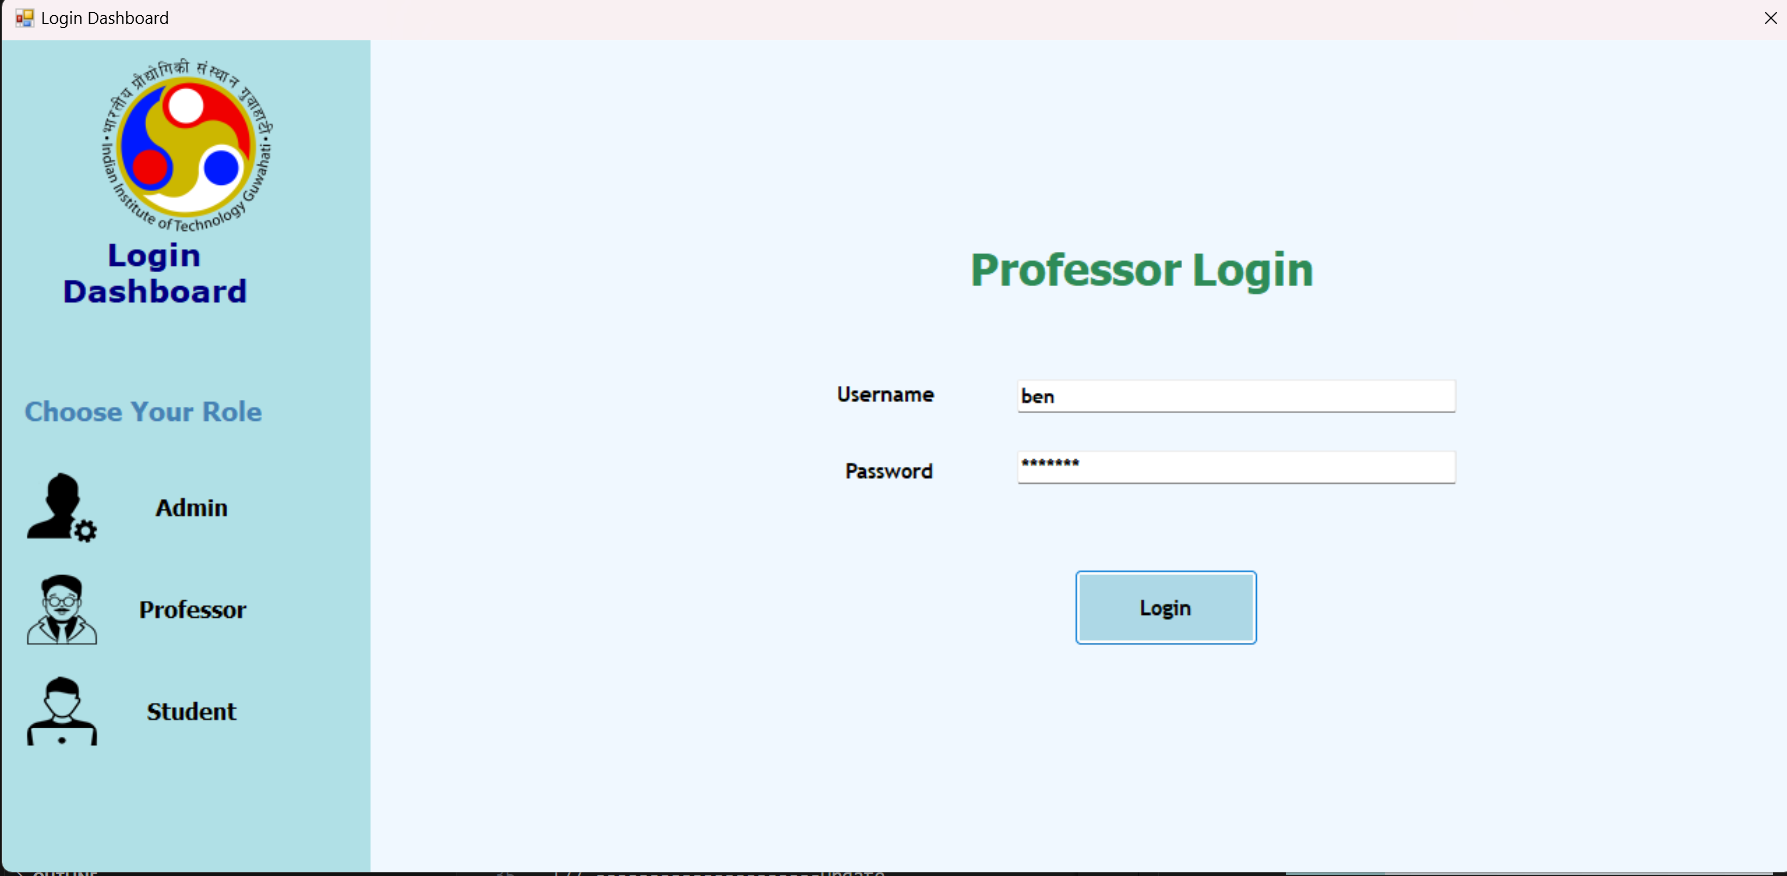 Login Dashboard
भारतीय प्रौद्योगिकी संस्थान गुवाहाटी
Indian Institute of Technology Guwahati
Login
Dashboard
Choose Your Role
Admin
Professor
Student
Professor Login
Username
ben
Password
*******
Login